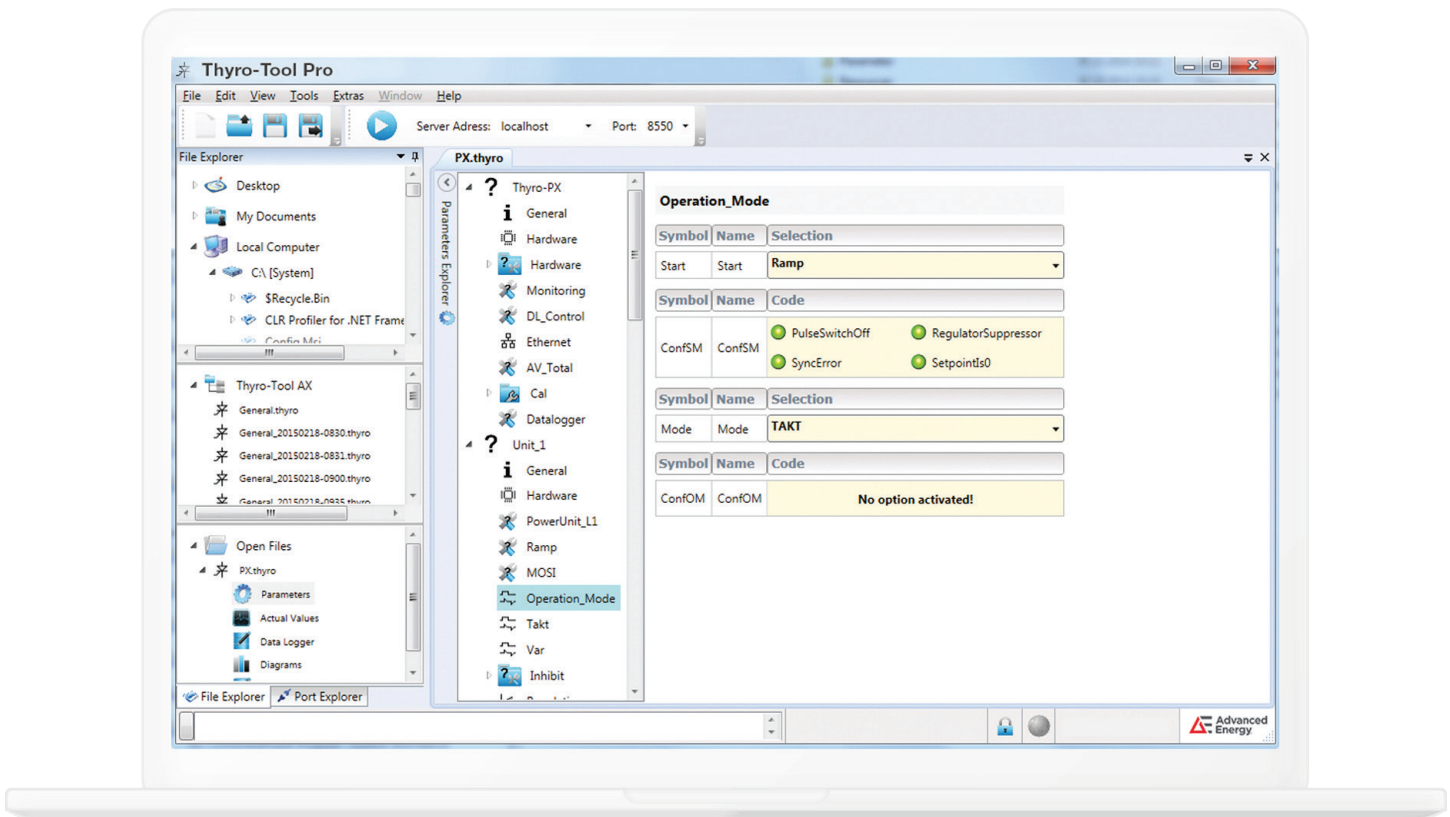 Thyro-Tool Pro
File Edit View Tools Extras Window Help
Server Adress: localhost Port: 8550
File Explorer
Desktop
My Documents
Local Computer
C:\ [System]
$Recycle.Bin
CLR Profiler for .NET Frame
Config.Msi
Thyro-Tool AX
General.thyro
General_20150218-0830.thyro
General_20150218-0831.thyro
General_20150218-0900.thyro
General_20150218-0935.thyro
Open Files
PX.thyro
Parameters
Actual Values
Data Logger
Diagrams
File Explorer Port Explorer
PX.thyro
Parameters Explorer
Thyro-PX
General
Hardware
Hardware
Monitoring
DL_Control
Ethernet
AV_Total
Cal
Datalogger
Unit_1
General
Hardware
PowerUnit_L1
Ramp
MOSI
Operation_Mode
Takt
Var
Inhibit
Operation_Mode
Symbol Name Selection
Start Start Ramp
Symbol Name Code
ConfSM ConfSM PulseSwitchOff RegulatorSuppressor
SyncError SetpointIs0
Symbol Name Selection
Mode Mode TAKT
Symbol Name Code
ConfOM ConfOM No option activated!
Advanced
Energy